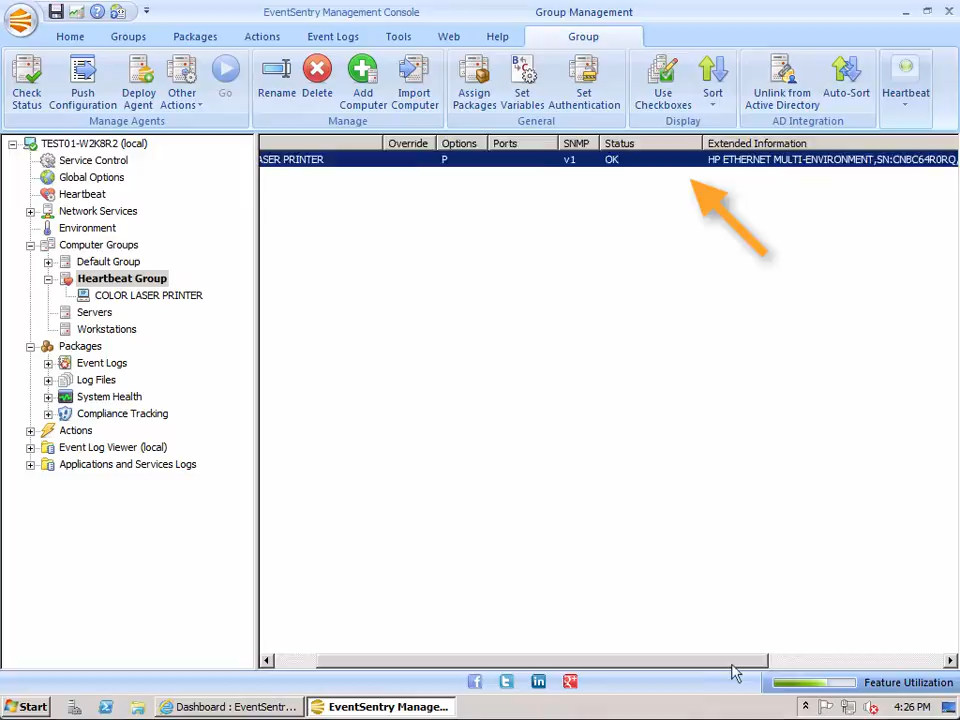 EventSentry Management Console
Group Management
Home
Groups
Packages
Actions
Event Logs
Tools
Web
Help
Group
Check Status
Push Configuration
Deploy Agent
Other Actions
Go
Rename
Delete
Add Computer
Import Computer
Assign Packages
Set Variables
Set Authentication
Use Checkboxes
Sort
Unlink from Active Directory
Auto-Sort
Heartbeat
Manage Agents
Manage
General
Display
AD Integration
TEST01-W2K8R2 (local)
Service Control
Global Options
Heartbeat
Network Services
Environment
Computer Groups
Default Group
Heartbeat Group
COLOR LASER PRINTER
Servers
Workstations
Packages
Event Logs
Log Files
System Health
Compliance Tracking
Actions
Event Log Viewer (local)
Applications and Services Logs
Override Options Ports SNMP Status Extended Information
ASER PRINTER P v1 OK HP ETHERNET MULTI-ENVIRONMENT,SN:CNBC64R0RQ,
Feature Utilization
Start
Dashboard : EventSentr...
EventSentry Manage...
4:26 PM